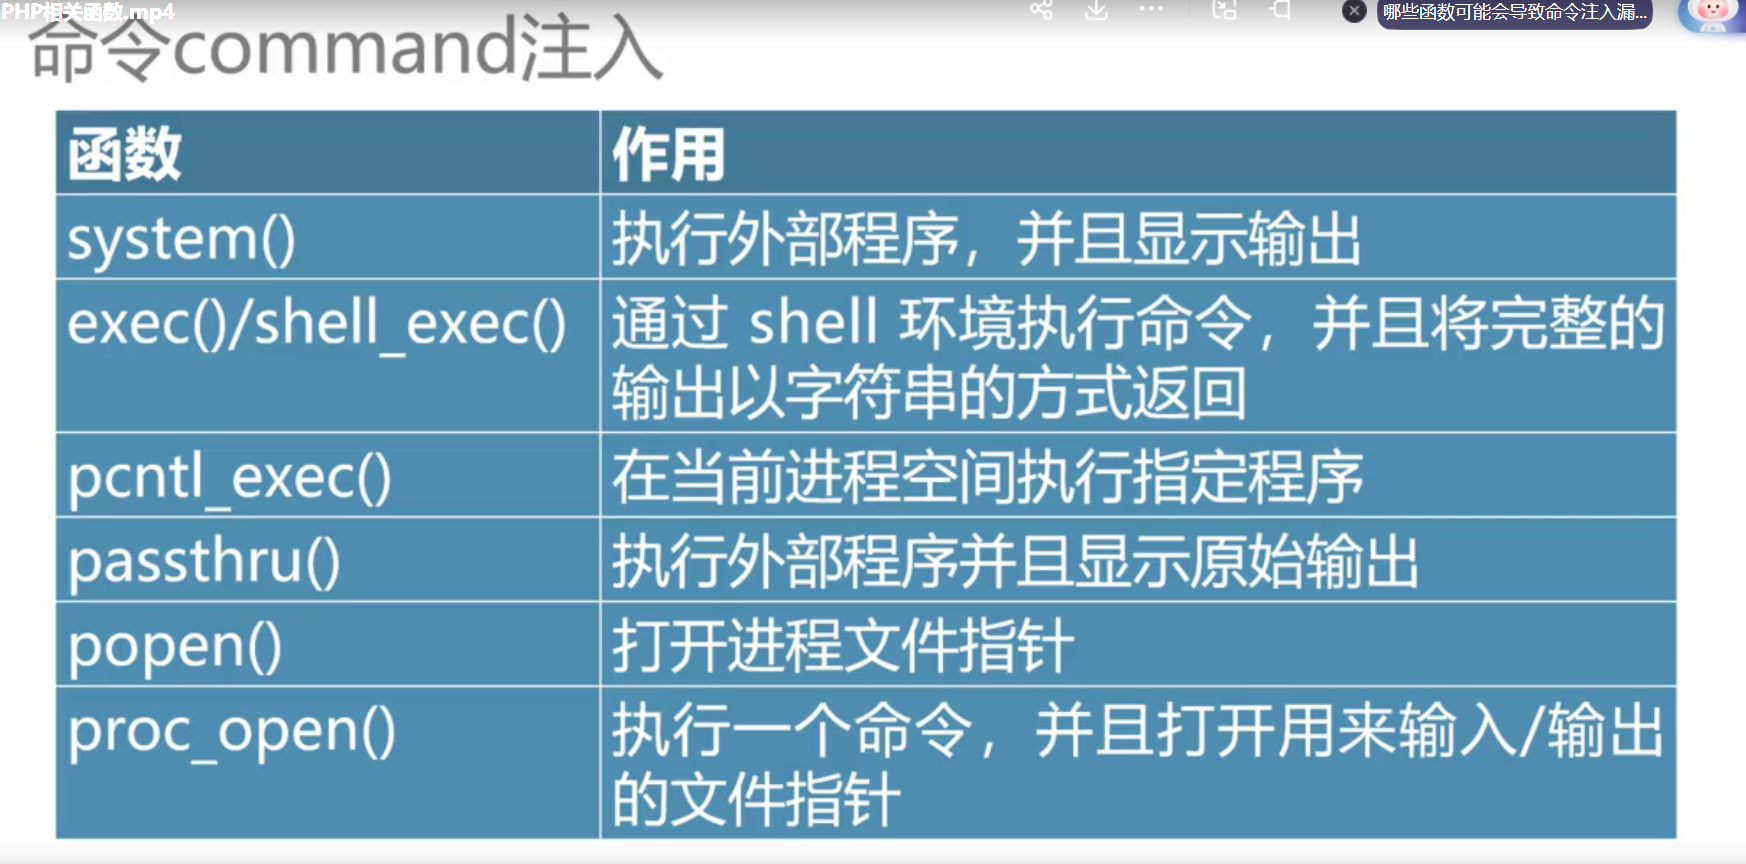 PHP相关函数.mp4
哪些函数可能会导致命令注入漏...
命令command注入
函数
作用
system()
执行外部程序，并且显示输出
exec()/shell_exec()
通过 shell 环境执行命令，并且将完整的
输出以字符串的方式返回
pcntl_exec()
在当前进程空间执行指定程序
passthru()
执行外部程序并且显示原始输出
popen()
打开进程文件指针
proc_open()
执行一个命令，并且打开用来输入/输出
的文件指针